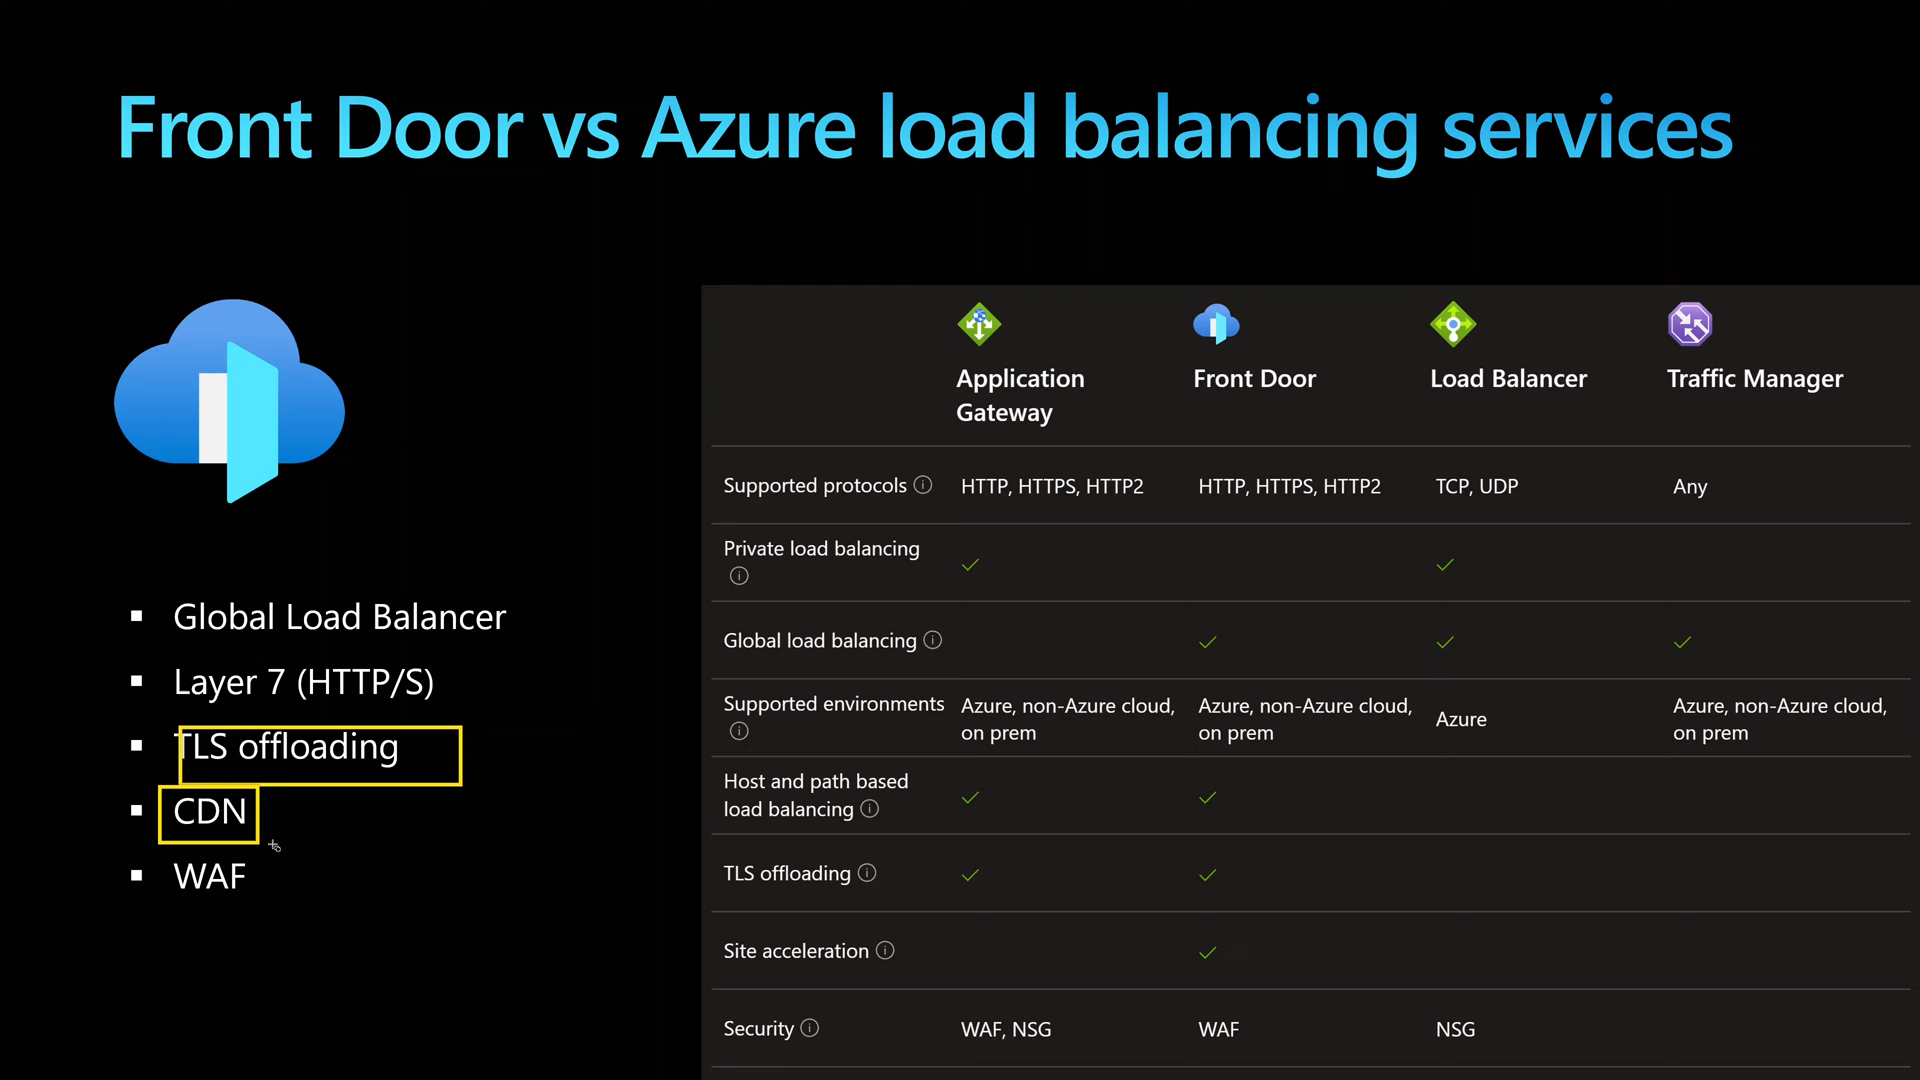 Front Door vs Azure load balancing services
▪ Global Load Balancer
▪ Layer 7 (HTTP/S)
▪ TLS offloading
▪ CDN
▪ WAF
Application Gateway Front Door Load Balancer Traffic Manager
Supported protocols HTTP, HTTPS, HTTP2 HTTP, HTTPS, HTTP2 TCP, UDP Any
Private load balancing ✓ ✓
Global load balancing ✓ ✓ ✓
Supported environments Azure, non-Azure cloud, on prem Azure, non-Azure cloud, on prem Azure Azure, non-Azure cloud, on prem
Host and path based load balancing ✓ ✓
TLS offloading ✓ ✓
Site acceleration ✓
Security WAF, NSG WAF NSG